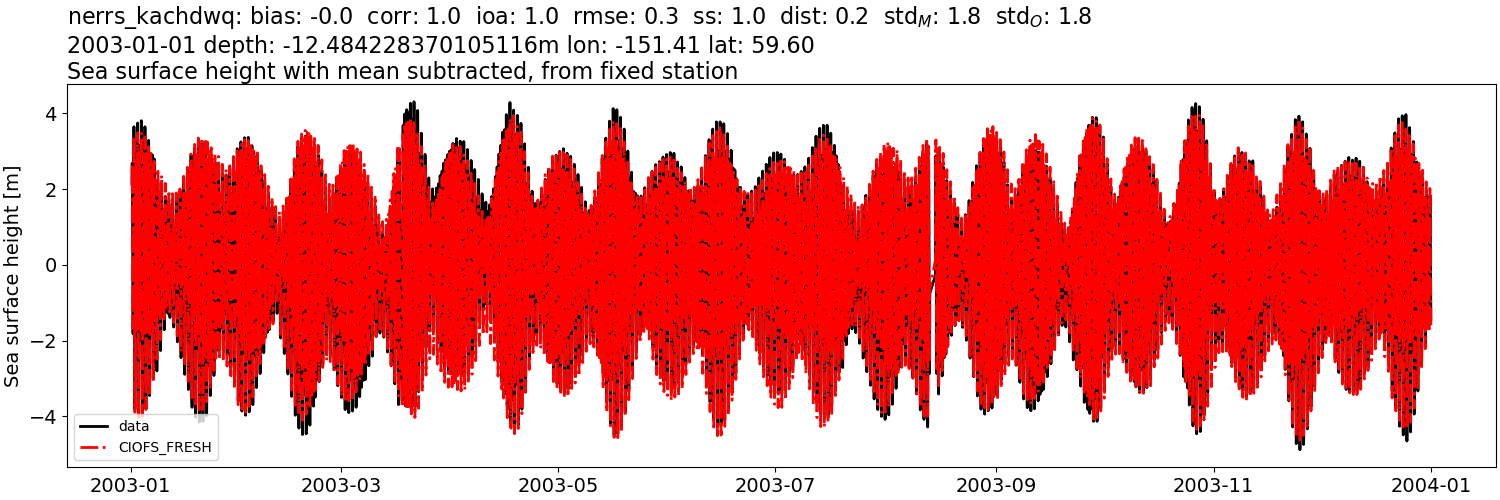 nerrs_kachdwq: bias: -0.0 corr: 1.0 ioa: 1.0 rmse: 0.3 ss: 1.0 dist: 0.2 std_M: 1.8 std_O: 1.8
2003-01-01 depth: -12.484228370105116m lon: -151.41 lat: 59.60
Sea surface height with mean subtracted, from fixed station
Sea surface height [m]
4
2
0
−2
−4
data
CIOFS_FRESH
2003-01 2003-03 2003-05 2003-07 2003-09 2003-11 2004-01